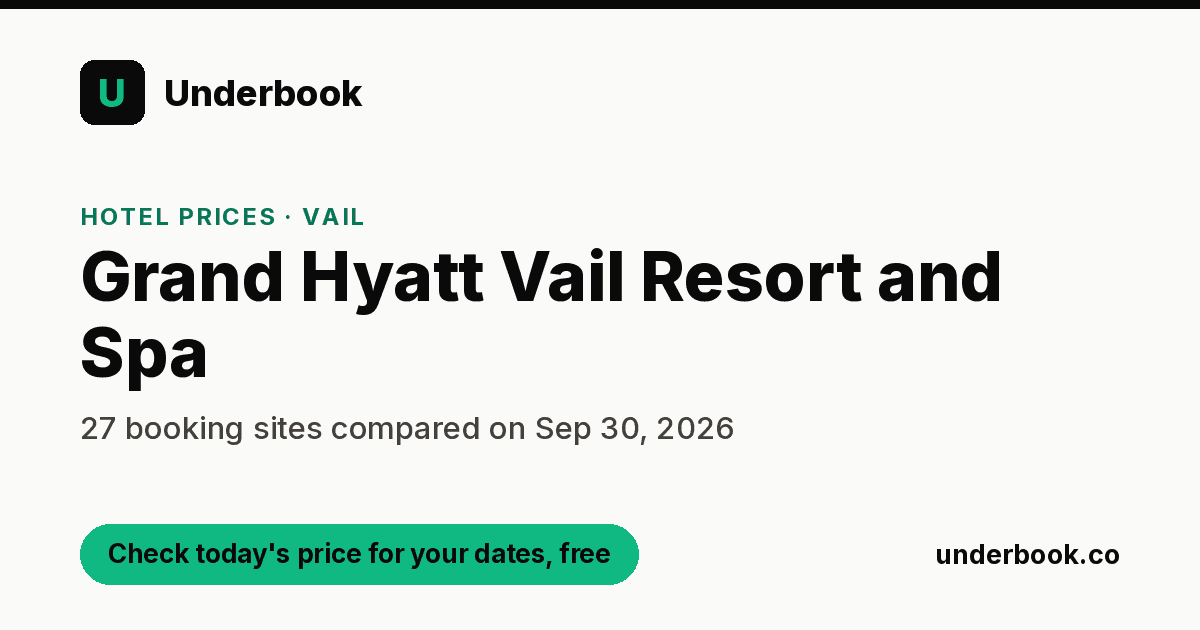 U Underbook
HOTEL PRICES · VAIL
Grand Hyatt Vail Resort and
Spa
27 booking sites compared on Sep 30, 2026
Check today's price for your dates, free
underbook.co